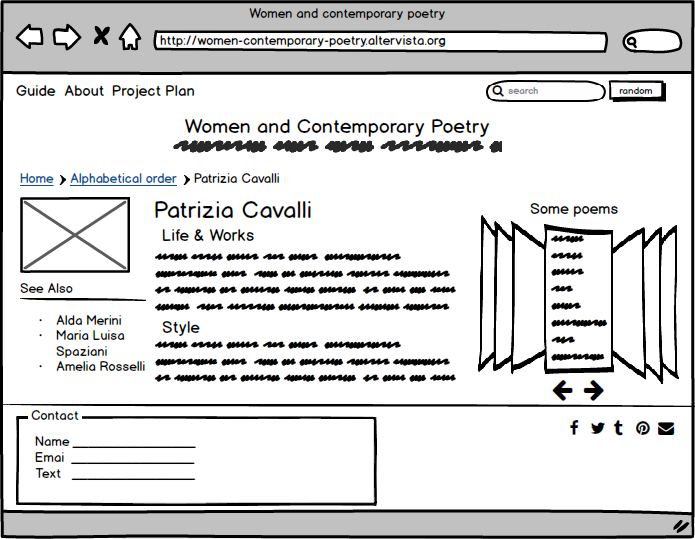 Women and contemporary poetry
http://women-contemporary-poetry.altervista.org
Guide About Project Plan
search
random
Women and Contemporary Poetry
Home Alphabetical order Patrizia Cavalli
Patrizia Cavalli
Life & Works
Some poems
See Also
· Alda Merini
· Maria Luisa
Spaziani
· Amelia Rosselli
Style
Contact
Name
Emai
Text